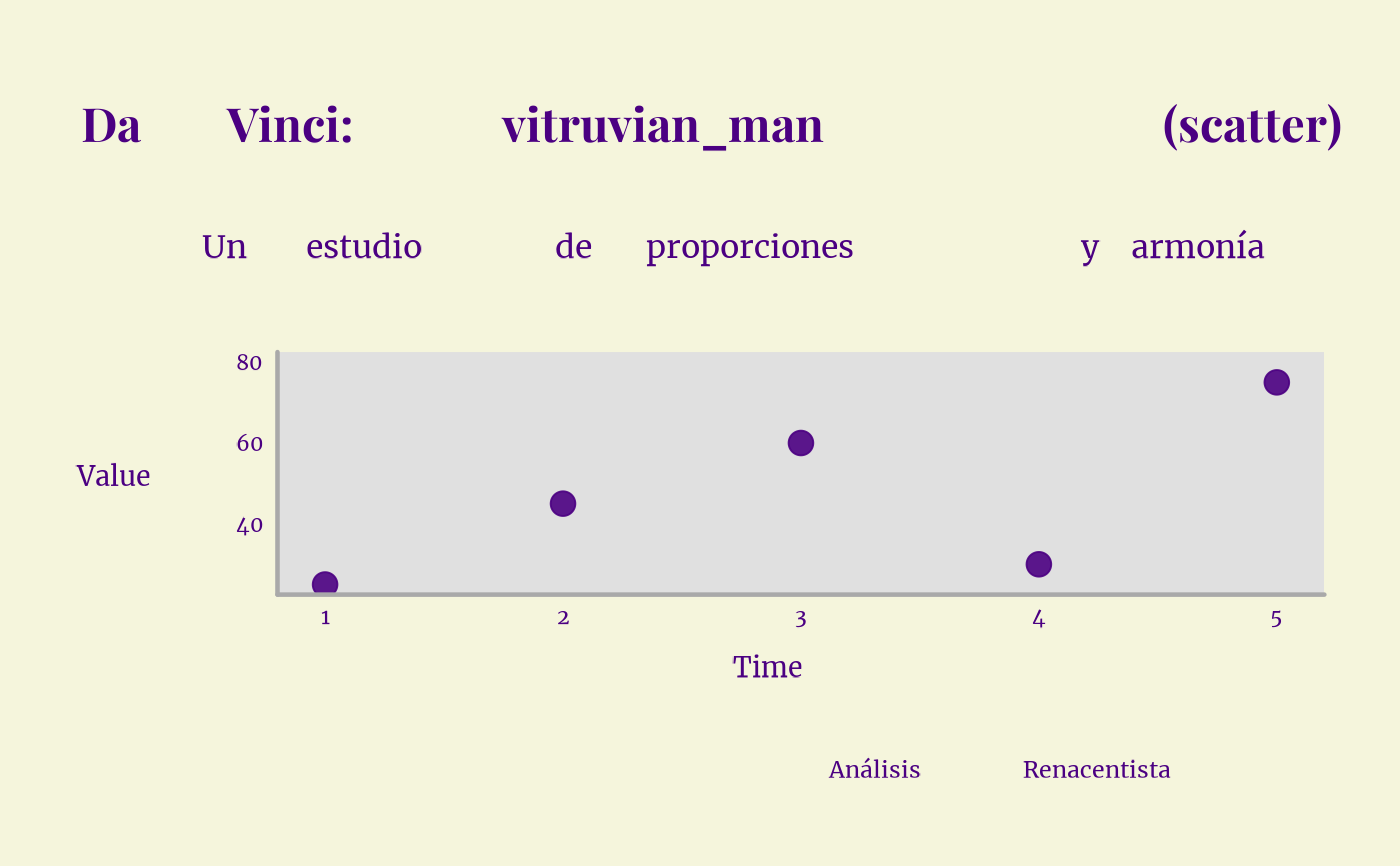 Da Vinci: vitruvian_man (scatter)
Un estudio de proporciones y armonía
80
60
Value
40
1 2 3 4 5
Time
Análisis Renacentista